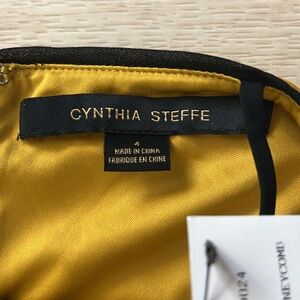 CYNTHIA STEFFE
4
MADE IN CHINA
FABRIQUE EN CHINE